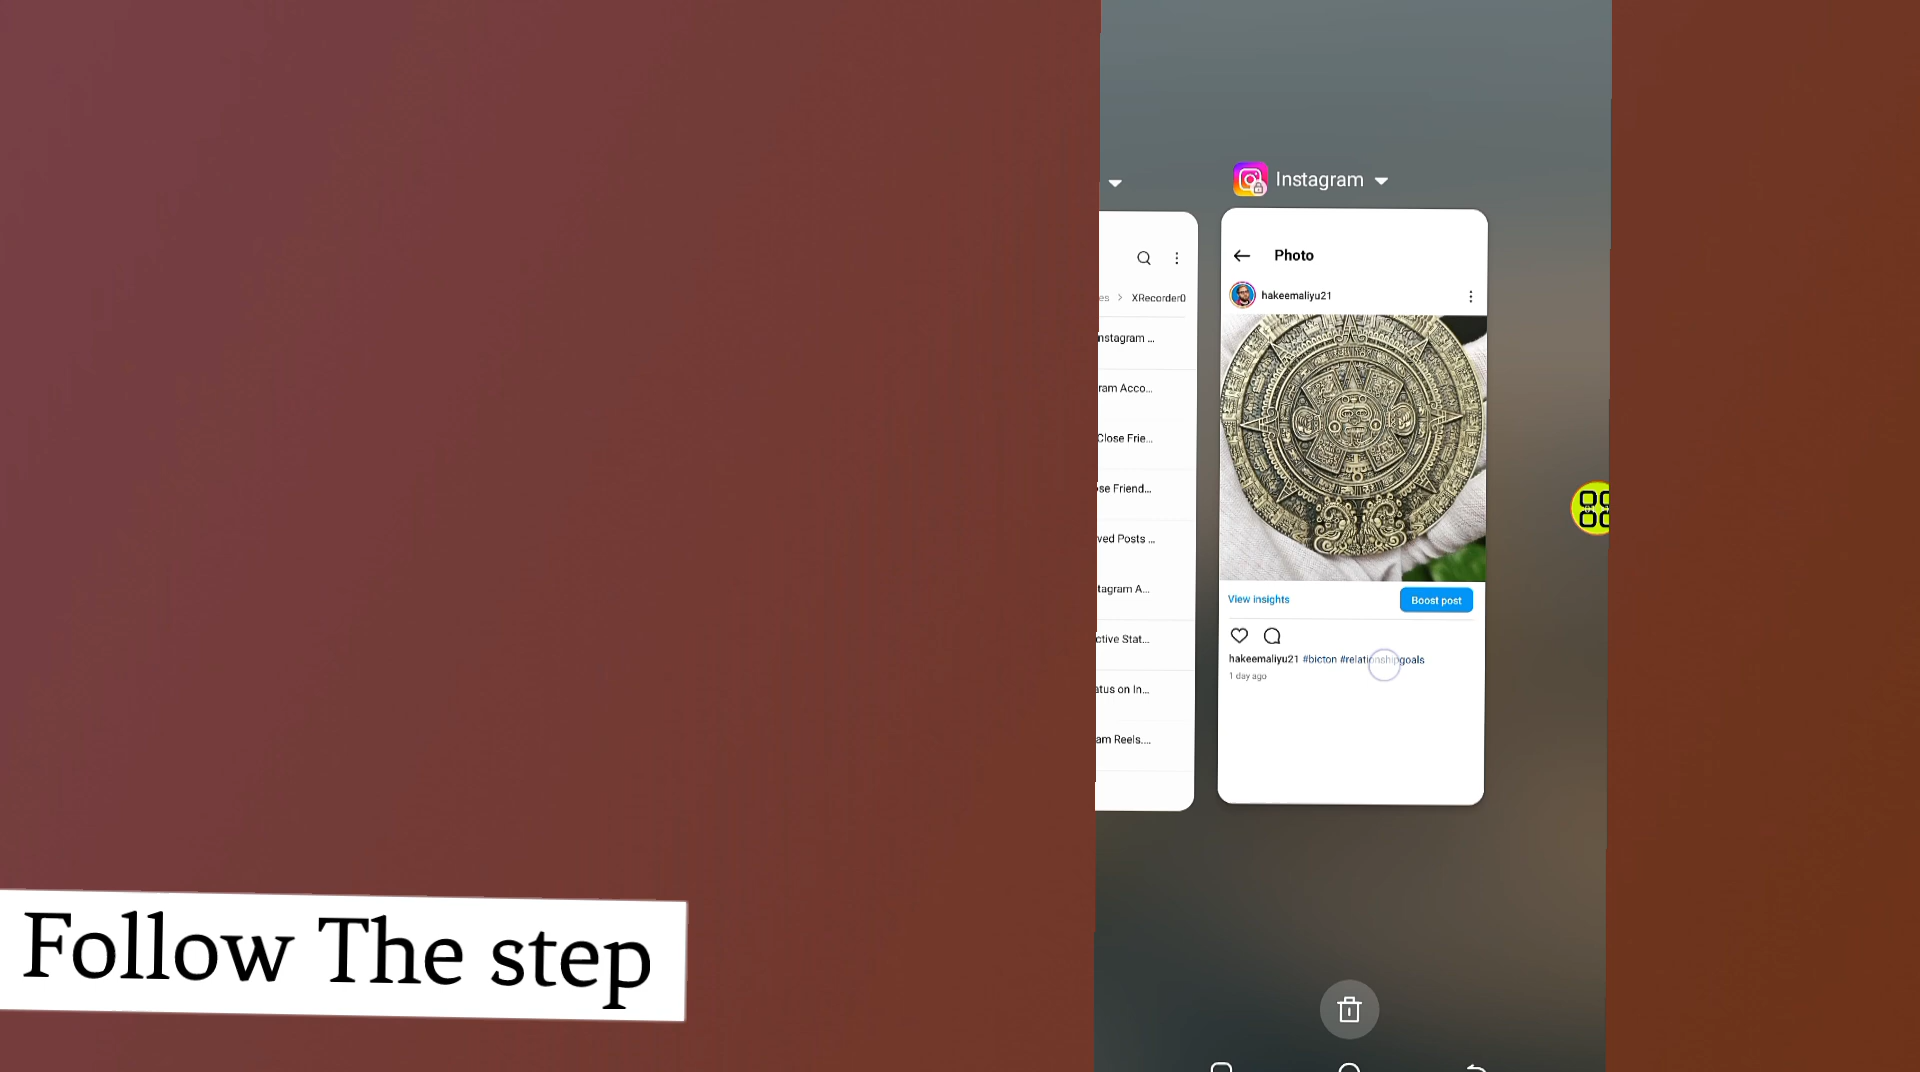 Instagram
Photo
hakeemaliyu21
XRecorder0
nstagram ...
ram Acco...
Close Frie...
se Friend...
ved Posts ...
tagram A...
ctive Stat...
atus on In...
am Reels....
View insights
Boost post
hakeemaliyu21 #bicton #relationshipgoals
1 day ago
Follow The step